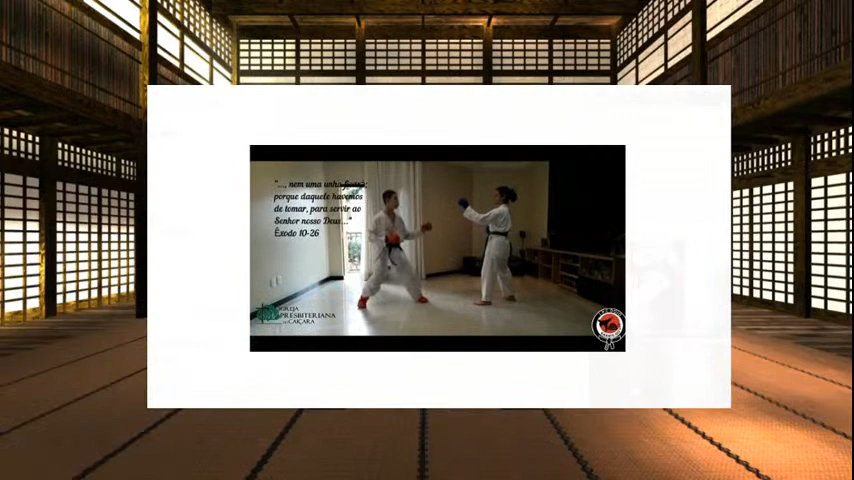 "..., nem uma unha ficará;
porque daquele havemos
de tomar, para servir ao
Senhor nosso Deus..."
Êxodo 10-26
IGREJA
PRESBITERIANA
CAIÇARA